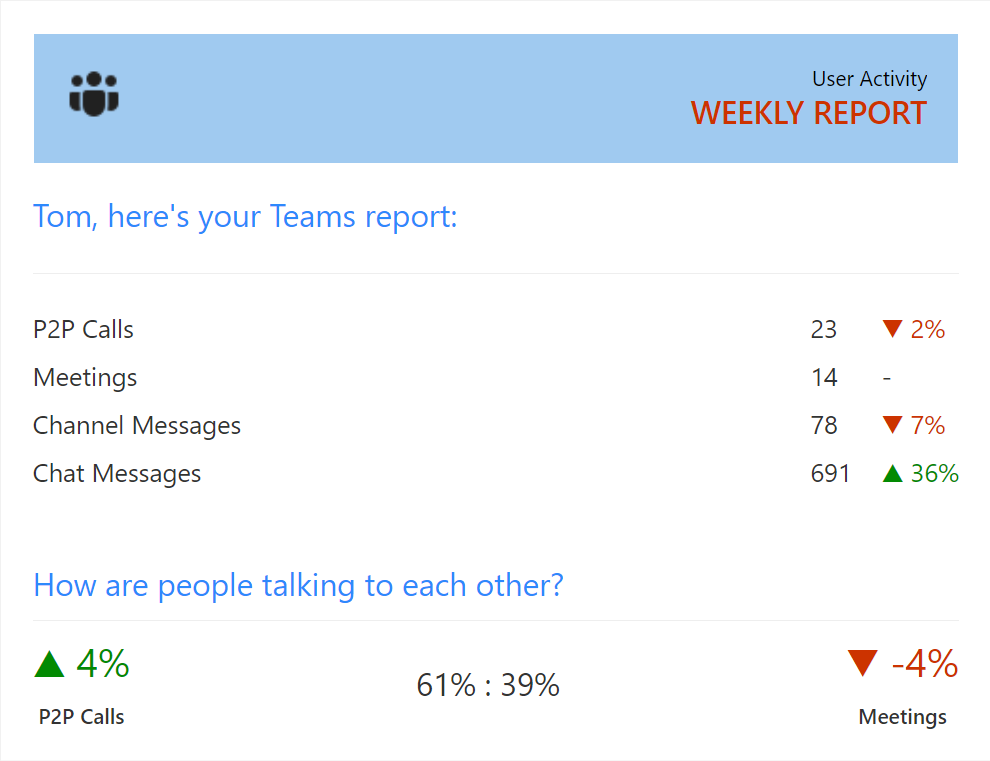 User Activity
WEEKLY REPORT
Tom, here's your Teams report:
P2P Calls 23 ▼ 2%
Meetings 14 -
Channel Messages 78 ▼ 7%
Chat Messages 691 ▲ 36%
How are people talking to each other?
▲ 4% 61% : 39% ▼ -4%
P2P Calls Meetings